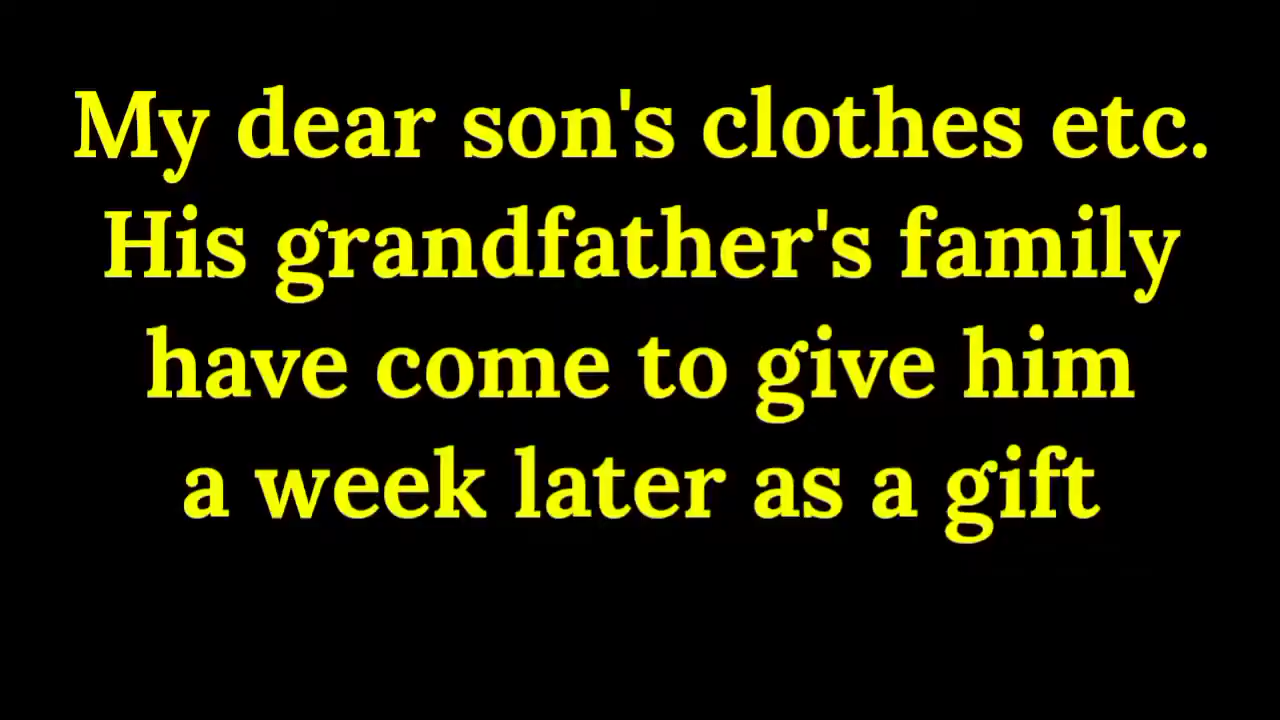 My dear son's clothes etc.
His grandfather's family
have come to give him
a week later as a gift